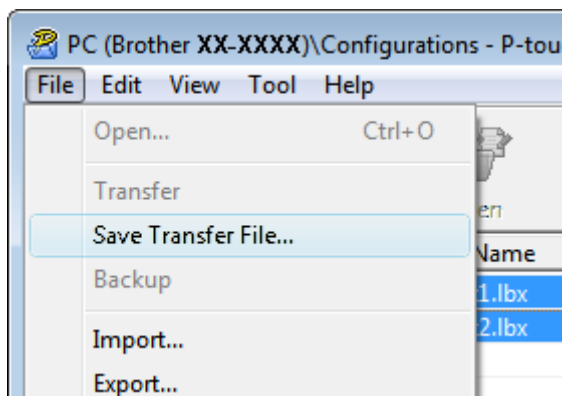 PC (Brother XX-XXXX)\Configurations - P-tou
File Edit View Tool Help
Open... Ctrl+O
Transfer
en
Save Transfer File...
Name
Backup
1.lbx
2.lbx
Import...
Export...